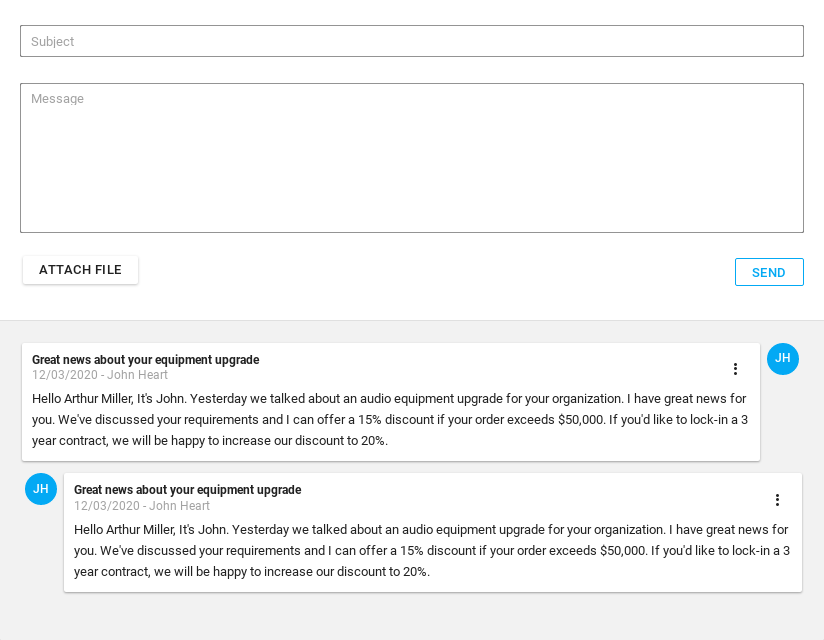 Subject
Message
ATTACH FILE
SEND
Great news about your equipment upgrade
12/03/2020 - John Heart
JH
Hello Arthur Miller, It's John. Yesterday we talked about an audio equipment upgrade for your organization. I have great news for
you. We've discussed your requirements and I can offer a 15% discount if your order exceeds $50,000. If you'd like to lock-in a 3
year contract, we will be happy to increase our discount to 20%.
JH
Great news about your equipment upgrade
12/03/2020 - John Heart
Hello Arthur Miller, It's John. Yesterday we talked about an audio equipment upgrade for your organization. I have great news for
you. We've discussed your requirements and I can offer a 15% discount if your order exceeds $50,000. If you'd like to lock-in a 3
year contract, we will be happy to increase our discount to 20%.